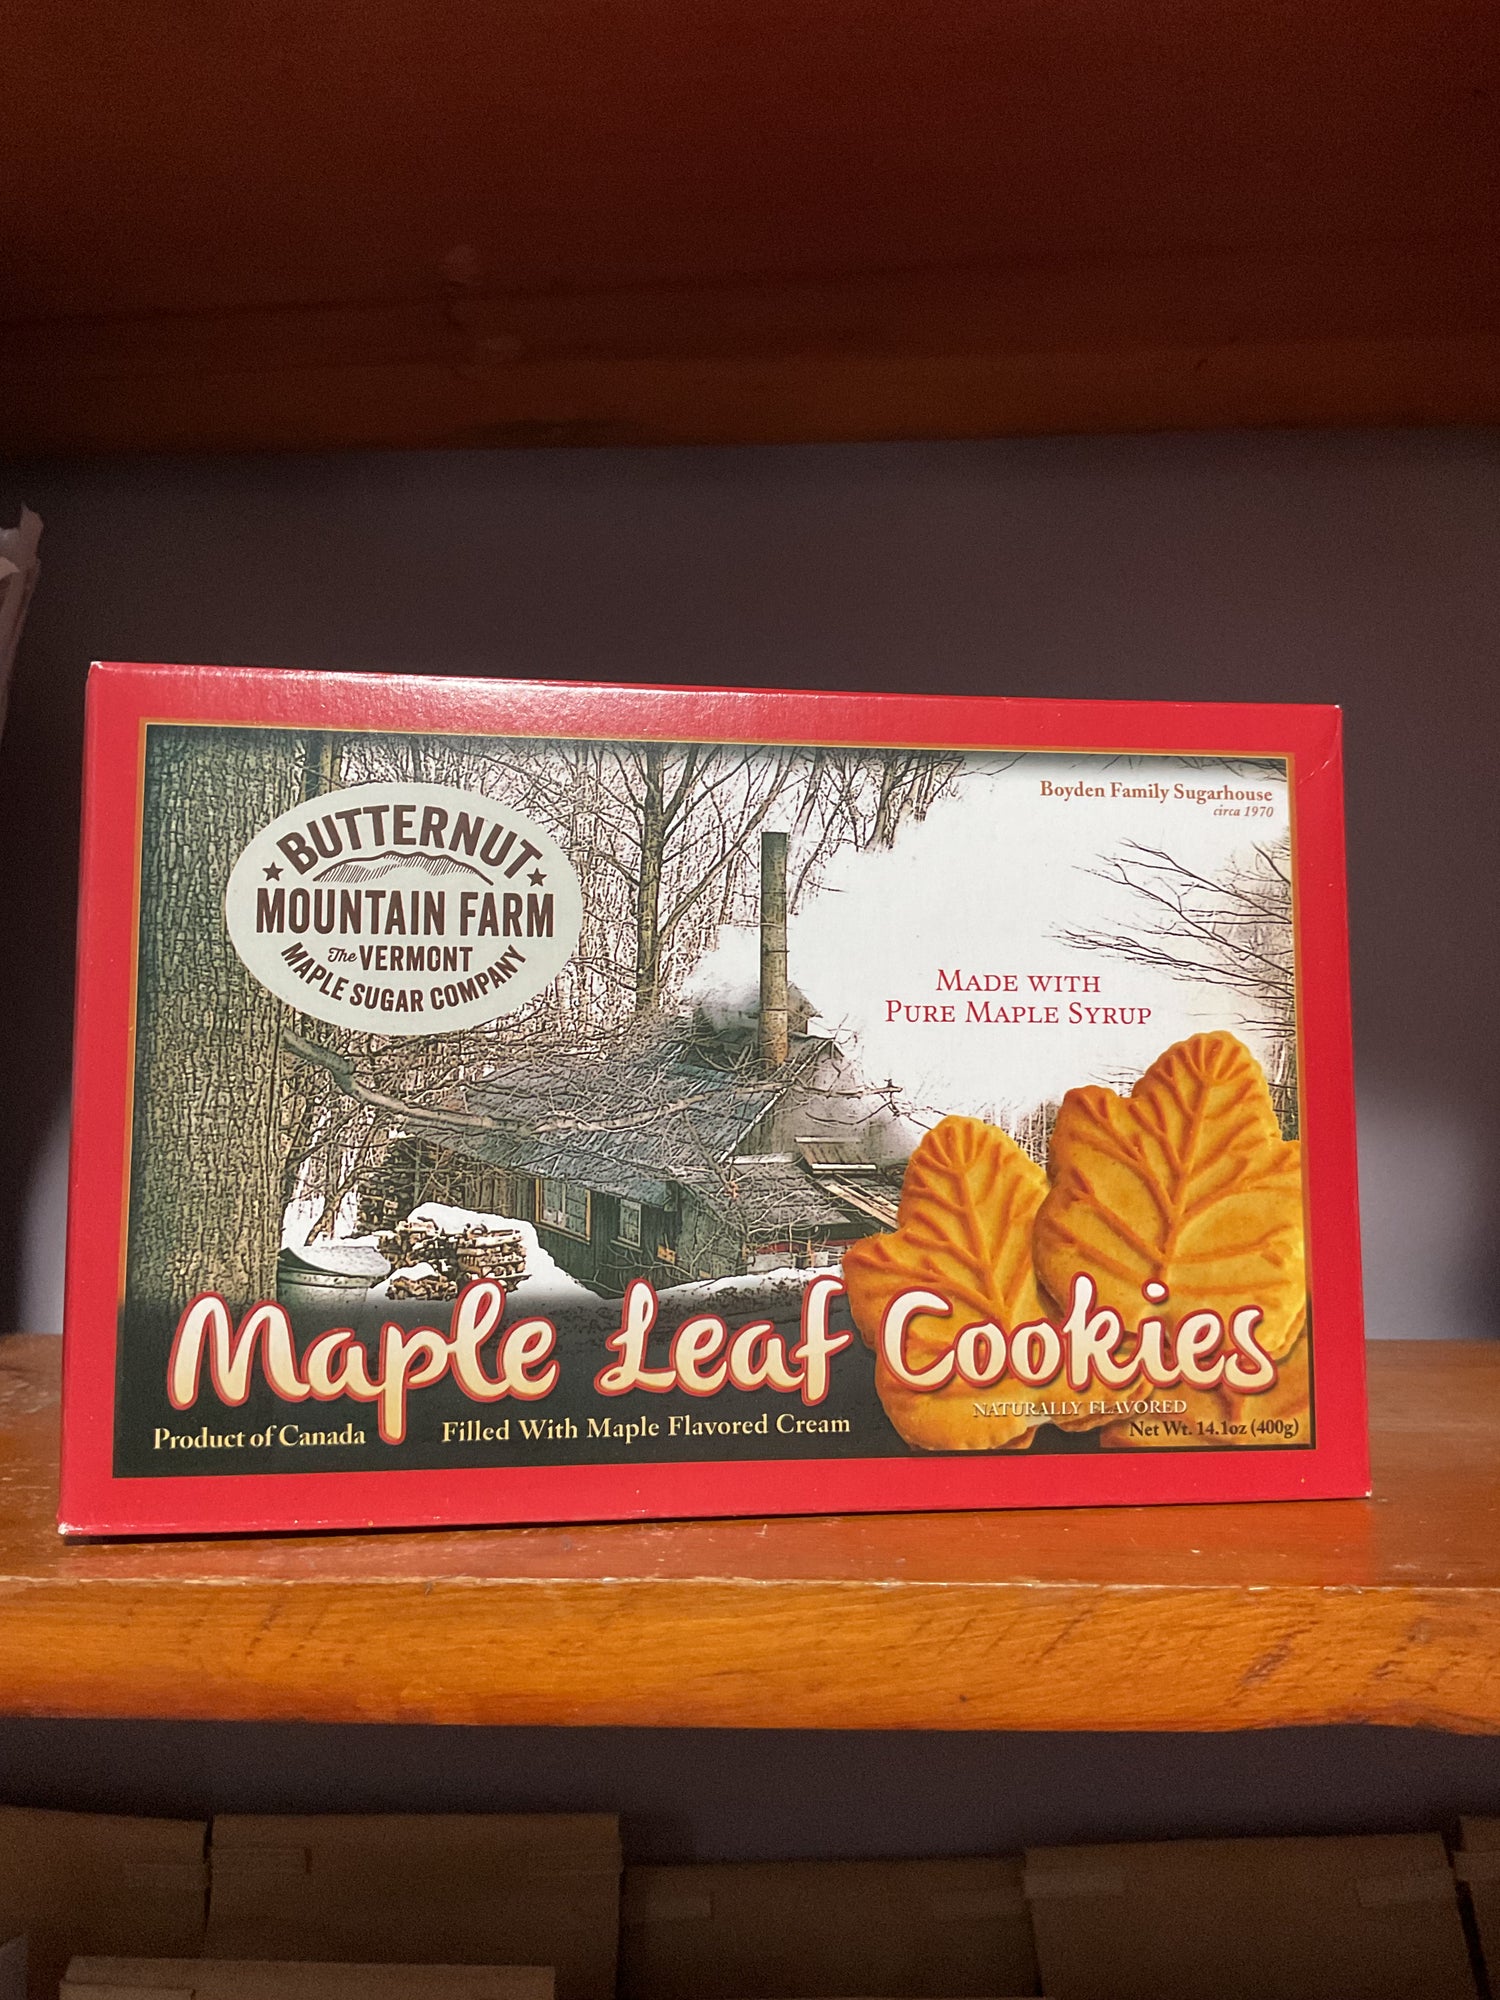 BUTTERNUT
MOUNTAIN FARM
The VERMONT
MAPLE SUGAR COMPANY
Boyden Family Sugarhouse
circa 1970
MADE WITH
PURE MAPLE SYRUP
Maple Leaf Cookies
NATURALLY FLAVORED
Product of Canada
Filled With Maple Flavored Cream
Net Wt. 14.1oz (400g)